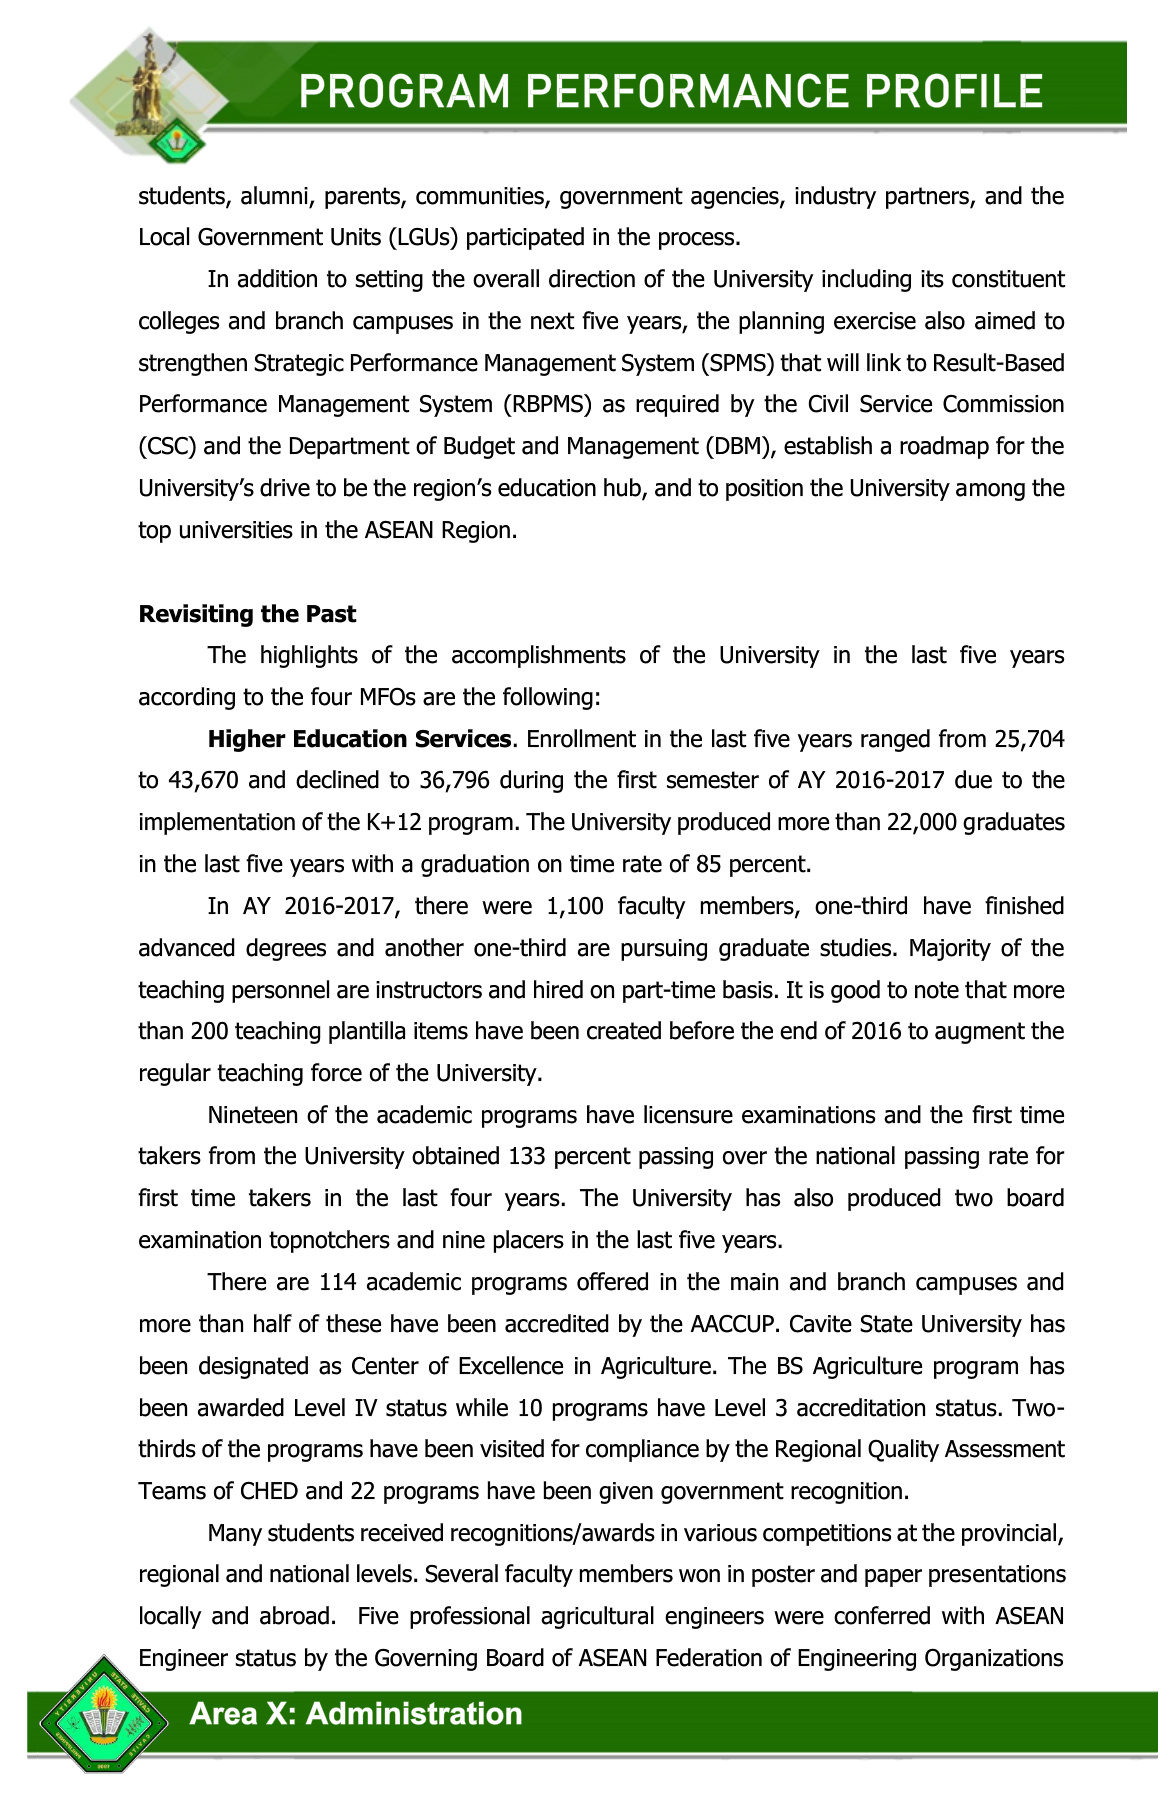 PROGRAM PERFORMANCE PROFILE
students, alumni, parents, communities, government agencies, industry partners, and the
Local Government Units (LGUs) participated in the process.
In addition to setting the overall direction of the University including its constituent
colleges and branch campuses in the next five years, the planning exercise also aimed to
strengthen Strategic Performance Management System (SPMS) that will link to Result-Based
Performance Management System (RBPMS) as required by the Civil Service Commission
(CSC) and the Department of Budget and Management (DBM), establish a roadmap for the
University’s drive to be the region’s education hub, and to position the University among the
top universities in the ASEAN Region.
Revisiting the Past
The highlights of the accomplishments of the University in the last five years
according to the four MFOs are the following:
Higher Education Services. Enrollment in the last five years ranged from 25,704
to 43,670 and declined to 36,796 during the first semester of AY 2016-2017 due to the
implementation of the K+12 program. The University produced more than 22,000 graduates
in the last five years with a graduation on time rate of 85 percent.
In AY 2016-2017, there were 1,100 faculty members, one-third have finished
advanced degrees and another one-third are pursuing graduate studies. Majority of the
teaching personnel are instructors and hired on part-time basis. It is good to note that more
than 200 teaching plantilla items have been created before the end of 2016 to augment the
regular teaching force of the University.
Nineteen of the academic programs have licensure examinations and the first time
takers from the University obtained 133 percent passing over the national passing rate for
first time takers in the last four years. The University has also produced two board
examination topnotchers and nine placers in the last five years.
There are 114 academic programs offered in the main and branch campuses and
more than half of these have been accredited by the AACCUP. Cavite State University has
been designated as Center of Excellence in Agriculture. The BS Agriculture program has
been awarded Level IV status while 10 programs have Level 3 accreditation status. Two-
thirds of the programs have been visited for compliance by the Regional Quality Assessment
Teams of CHED and 22 programs have been given government recognition.
Many students received recognitions/awards in various competitions at the provincial,
regional and national levels. Several faculty members won in poster and paper presentations
locally and abroad. Five professional agricultural engineers were conferred with ASEAN
Engineer status by the Governing Board of ASEAN Federation of Engineering Organizations
Area X: Administration